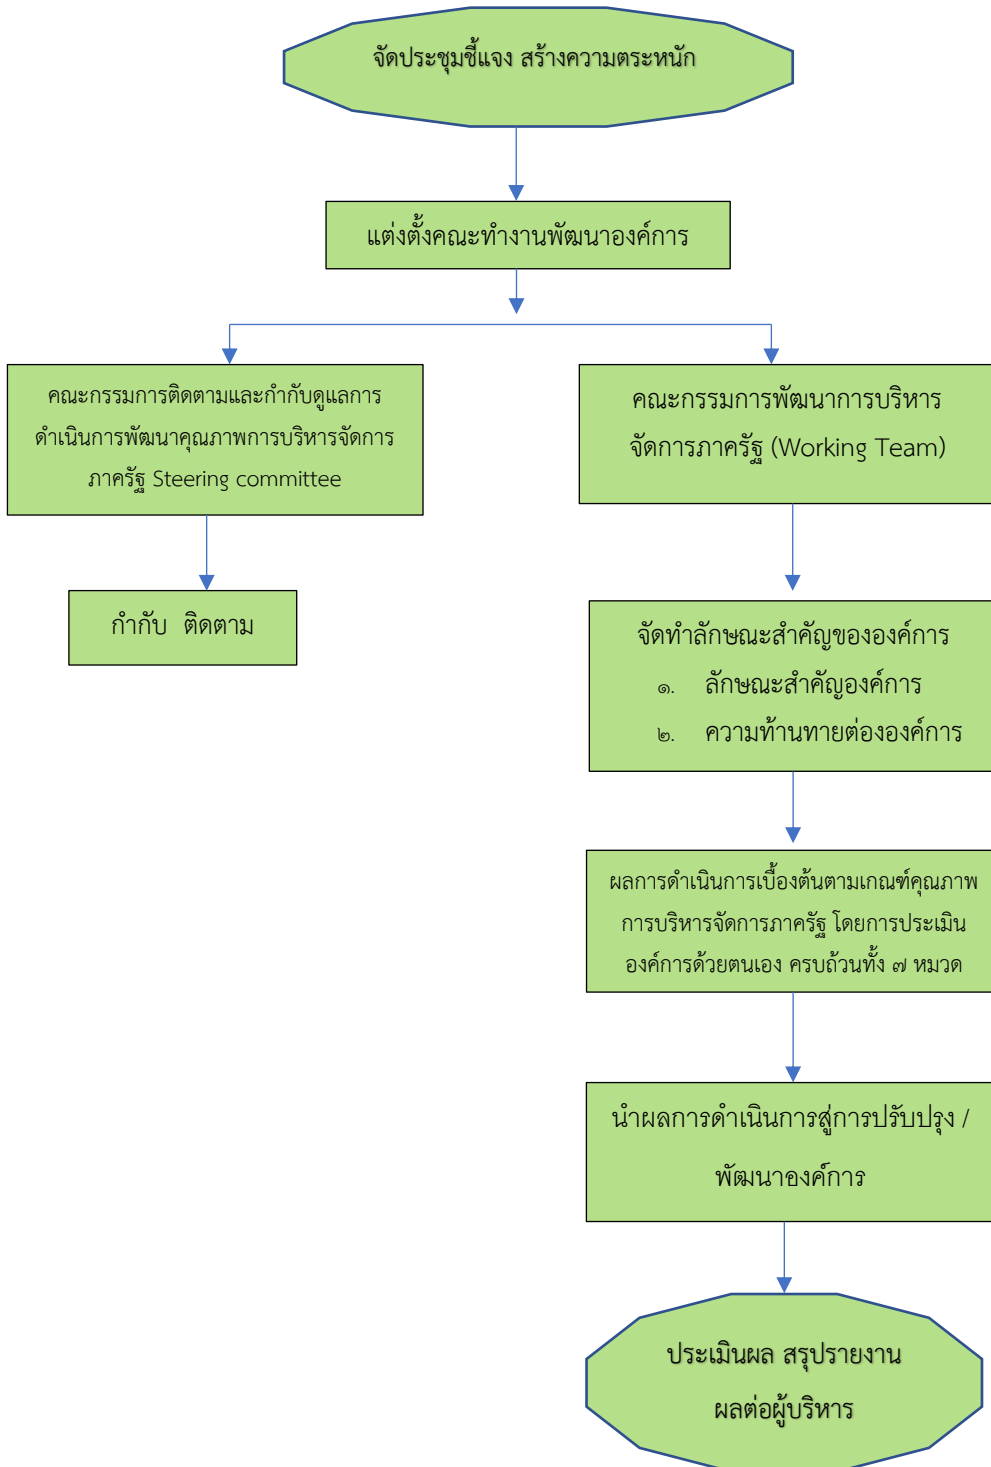 จัดประชุมชี้แจง สร้างความตระหนัก
แต่งตั้งคณะทำงานพัฒนาองค์การ
คณะกรรมการติดตามและกำกับดูแลการ
ดำเนินการพัฒนาคุณภาพการบริหารจัดการ
ภาครัฐ Steering committee
กำกับ ติดตาม
คณะกรรมการพัฒนาการบริหาร
จัดการภาครัฐ (Working Team)
จัดทำลักษณะสำคัญขององค์การ
๑. ลักษณะสำคัญองค์การ
๒. ความท้านทายต่อองค์การ
ผลการดำเนินการเบื้องต้นตามเกณฑ์คุณภาพ
การบริหารจัดการภาครัฐ โดยการประเมิน
องค์การด้วยตนเอง ครบถ้วนทั้ง ๗ หมวด
นำผลการดำเนินการสู่การปรับปรุง /
พัฒนาองค์การ
ประเมินผล สรุปรายงาน
ผลต่อผู้บริหาร